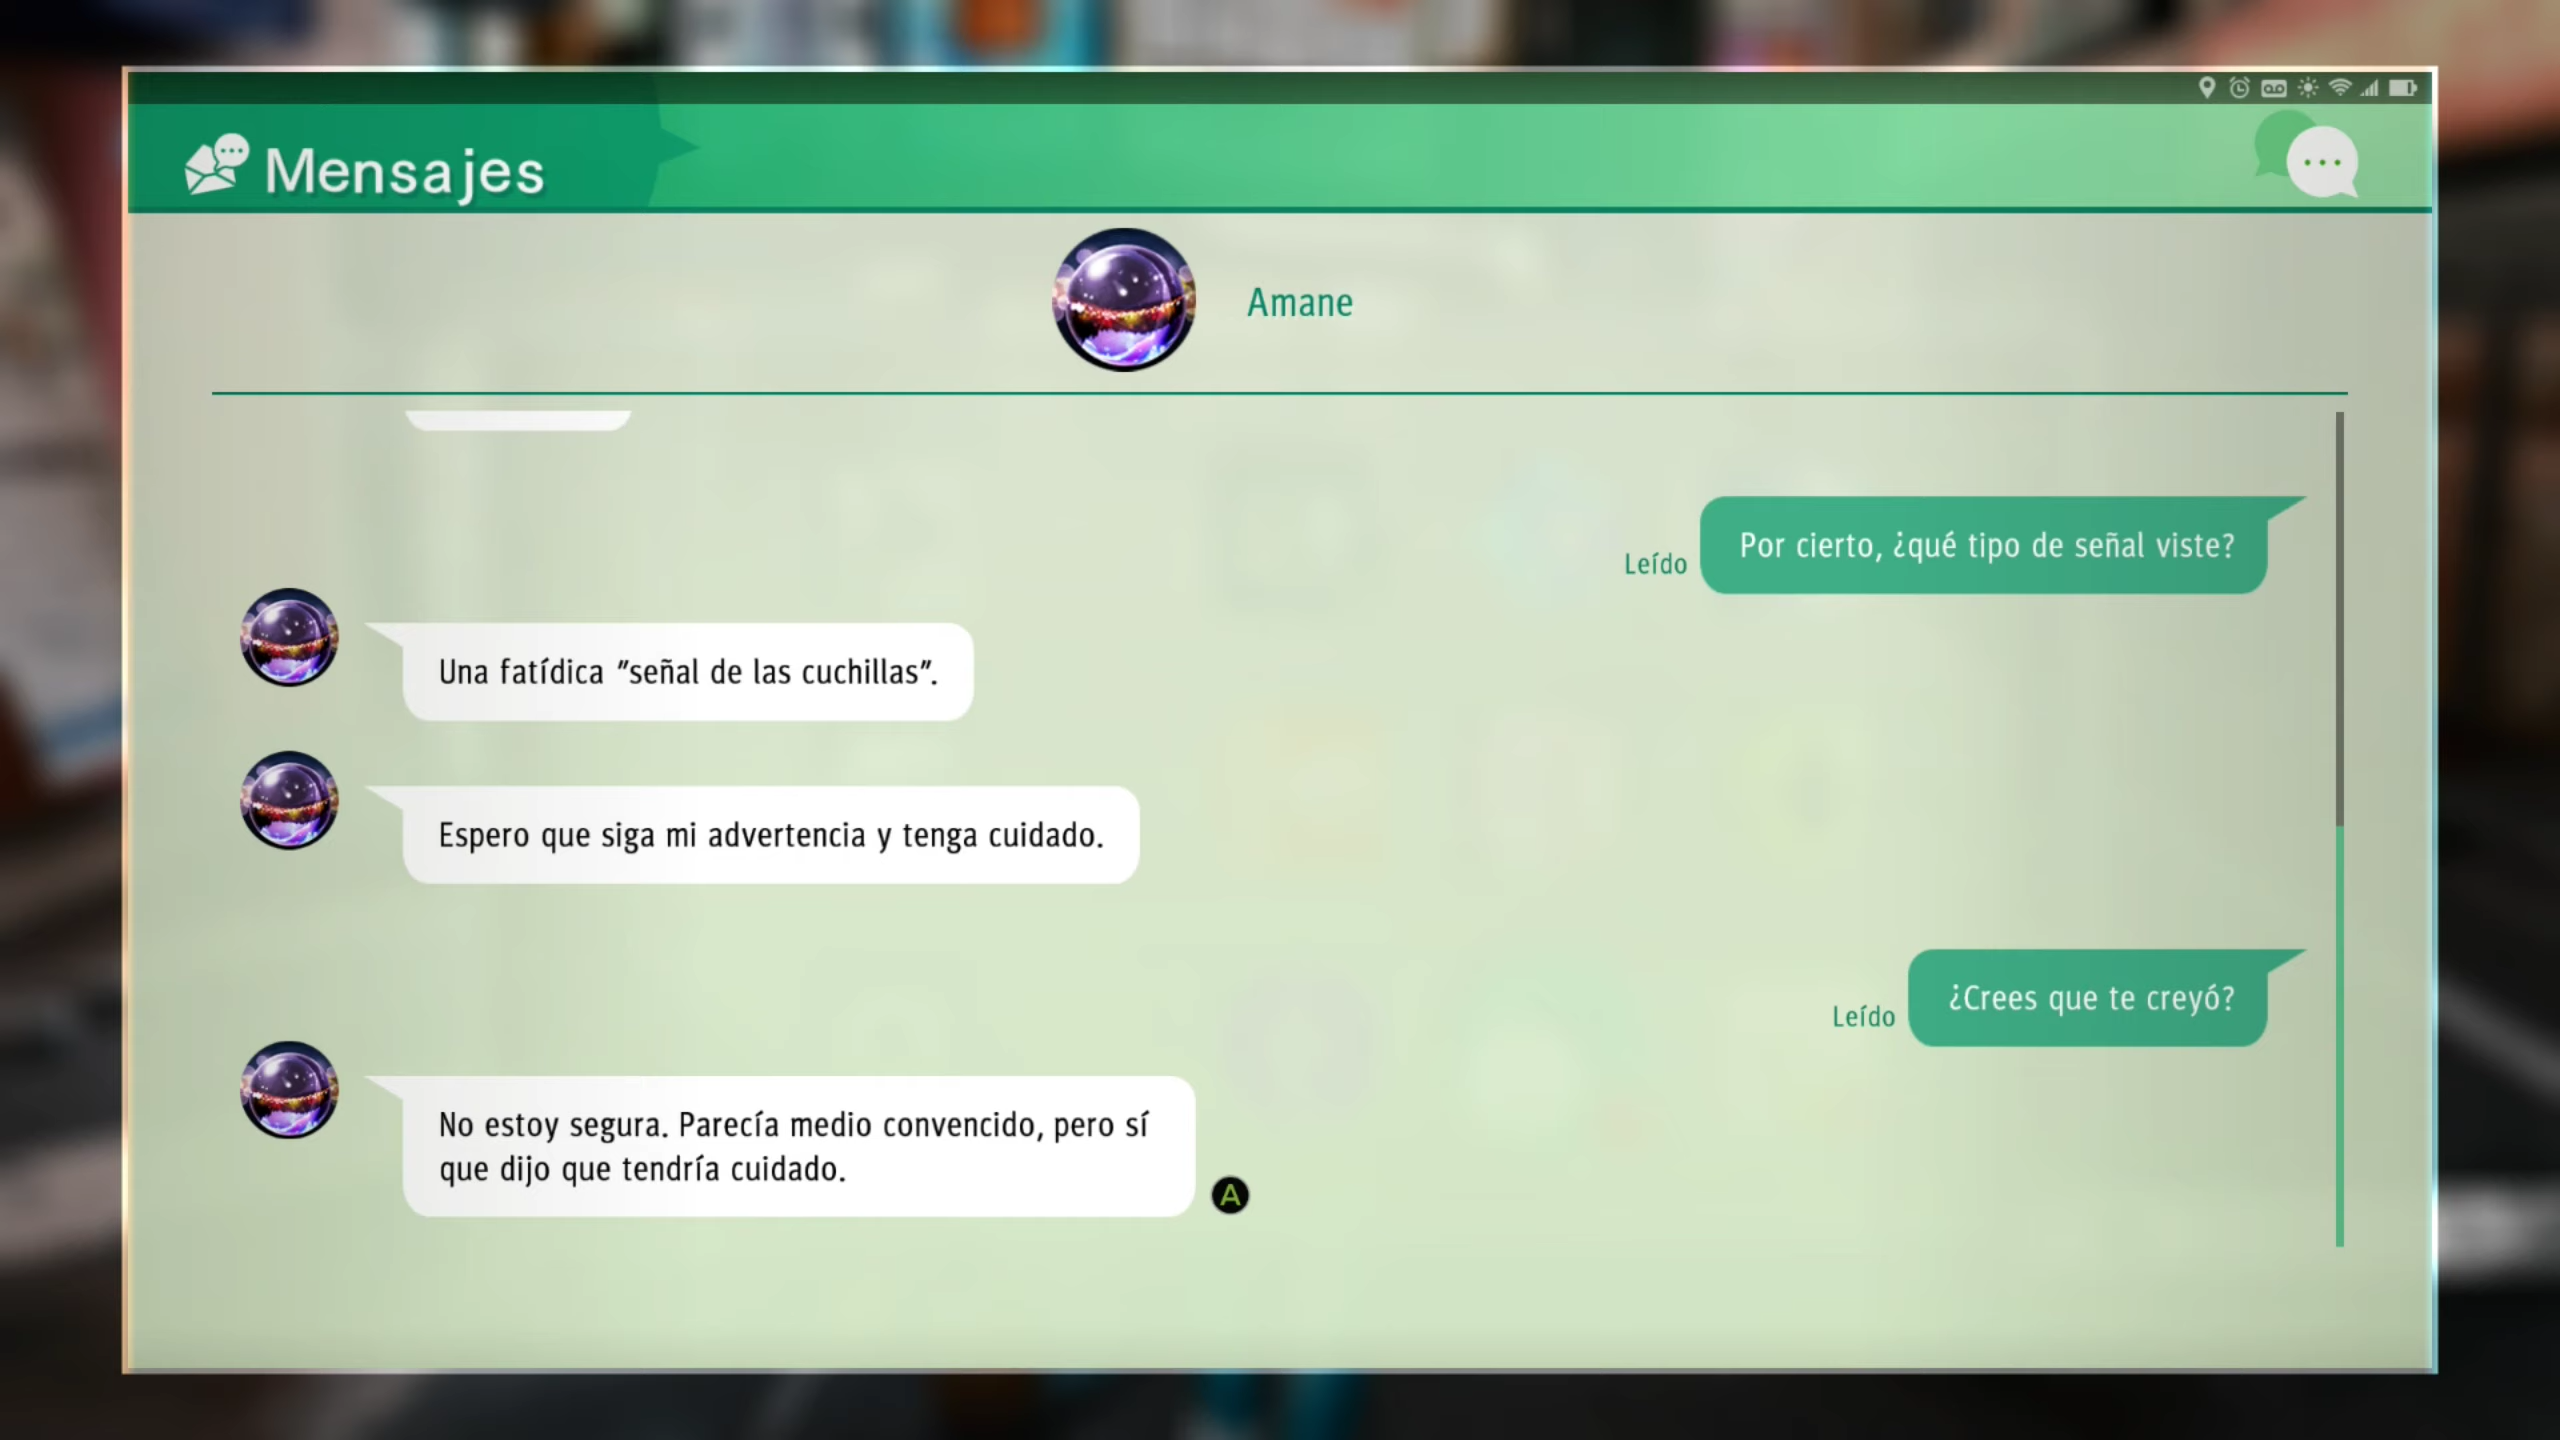 Mensajes
Amane
Por cierto, ¿qué tipo de señal viste?
Leído
Una fatídica "señal de las cuchillas".
Espero que siga mi advertencia y tenga cuidado.
¿Crees que te creyó?
Leído
No estoy segura. Parecía medio convencido, pero sí
que dijo que tendría cuidado.
A